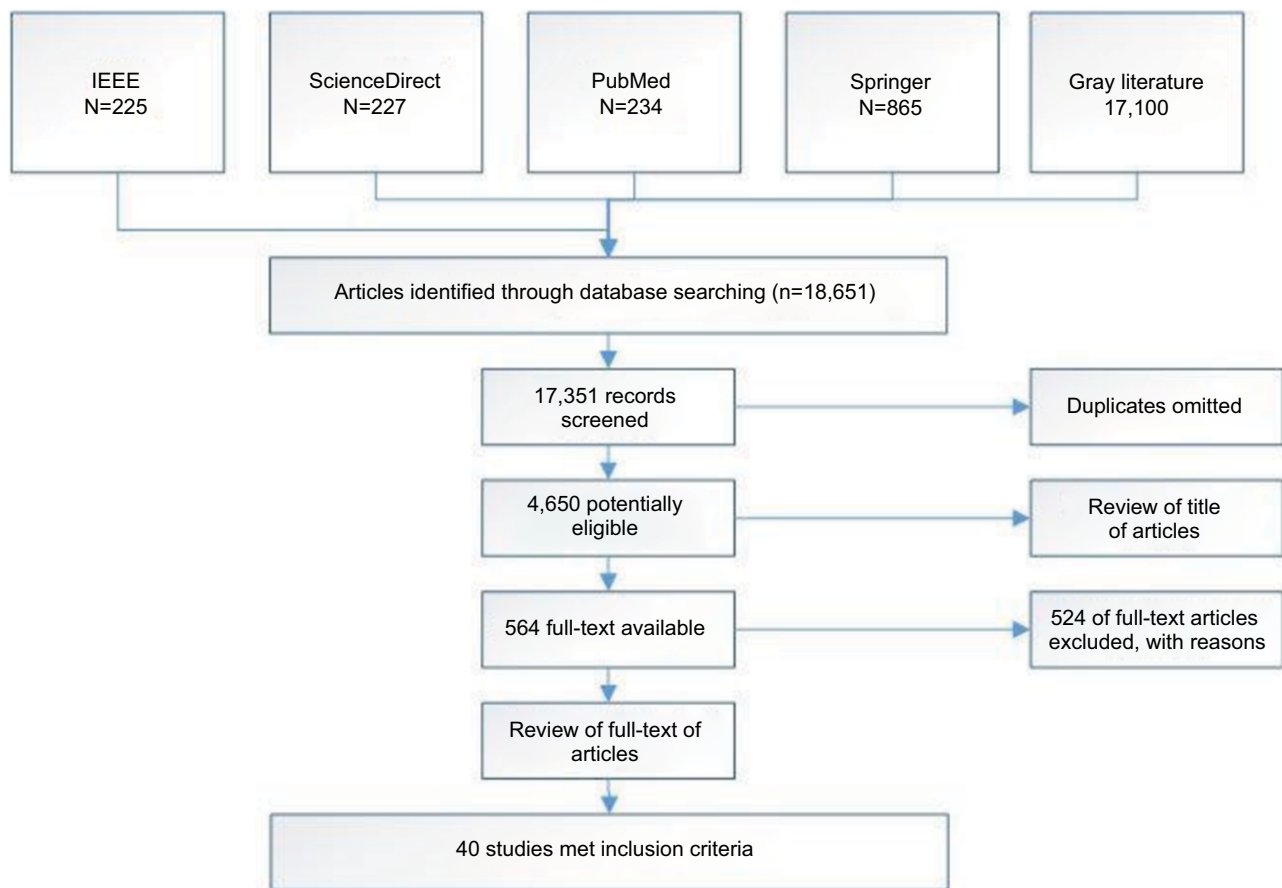 IEEE
N=225
ScienceDirect
N=227
PubMed
N=234
Springer
N=865
Gray literature
17,100
Articles identified through database searching (n=18,651)
17,351 records
screened
Duplicates omitted
4,650 potentially
eligible
Review of title
of articles
564 full-text available
524 of full-text articles
excluded, with reasons
Review of full-text of
articles
40 studies met inclusion criteria